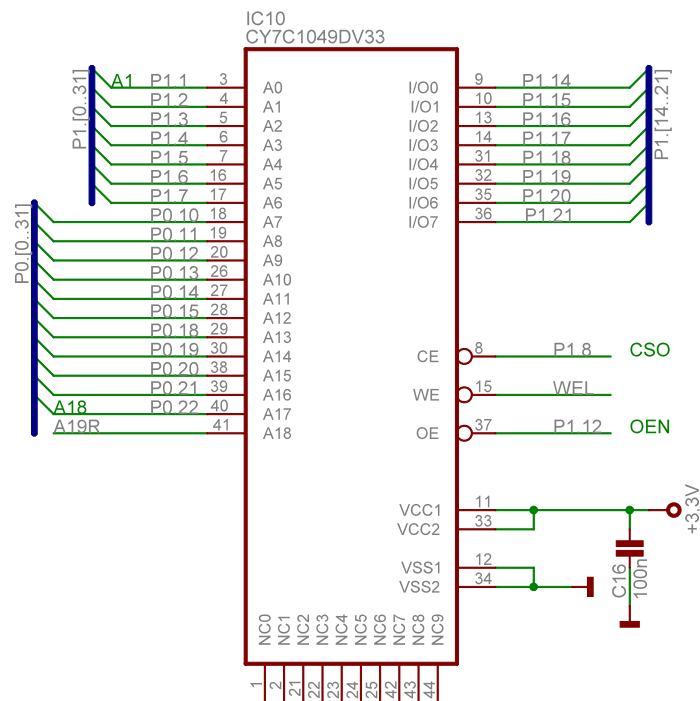 IC10
CY7C1049DV33
P1.[0..31]
A1 P1.1 3 A0
P1.2 4 A1
P1.3 5 A2
P1.4 6 A3
P1.5 7 A4
P1.6 16 A5
P1.7 17 A6
P0.[0..31]
P0.10 18 A7
P0.11 19 A8
P0.12 20 A9
P0.13 26 A10
P0.14 27 A11
P0.15 28 A12
P0.18 29 A13
P0.19 30 A14
P0.20 38 A15
P0.21 39 A16
A18 P0.22 40 A17
A19R 41 A18
I/O0 9 P1.14
I/O1 10 P1.15
I/O2 13 P1.16
I/O3 14 P1.17
I/O4 31 P1.18
I/O5 32 P1.19
I/O6 35 P1.20
I/O7 36 P1.21
P1.[14..21]
CE 8 P1.8 CSO
WE 15 WEL
OE 37 P1.12 OEN
VCC1 11
VCC2 33
+3.3V
VSS1 12
VSS2 34
C16
100n
NC0 NC1 NC2 NC3 NC4 NC5 NC6 NC7 NC8 NC9
1 2 21 22 23 24 25 42 43 44